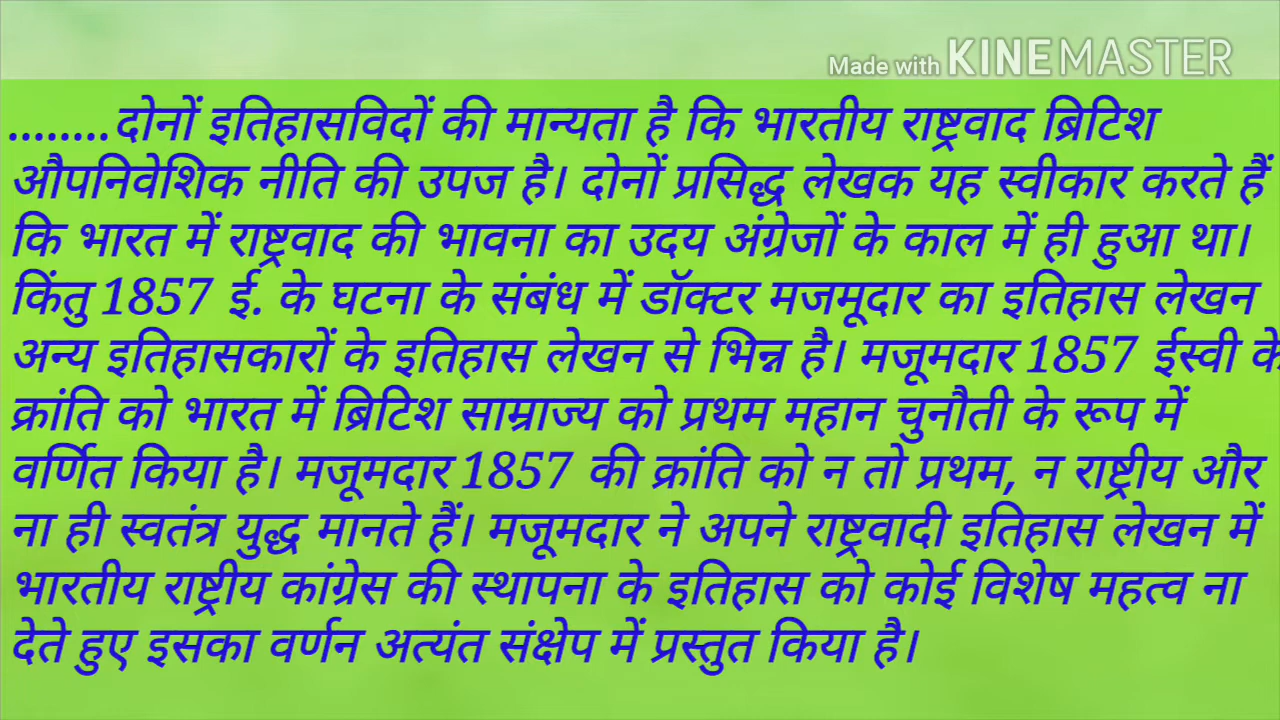 Made with KINEMASTER
........दोनों इतिहासविदों की मान्यता है कि भारतीय राष्ट्रवाद ब्रिटिश
औपनिवेशिक नीति की उपज है। दोनों प्रसिद्ध लेखक यह स्वीकार करते हैं
कि भारत में राष्ट्रवाद की भावना का उदय अंग्रेजों के काल में ही हुआ था।
किंतु 1857 ई. के घटना के संबंध में डॉक्टर मजमूदार का इतिहास लेखन
अन्य इतिहासकारों के इतिहास लेखन से भिन्न है। मजूमदार 1857 ईस्वी के
क्रांति को भारत में ब्रिटिश साम्राज्य को प्रथम महान चुनौती के रूप में
वर्णित किया है। मजूमदार 1857 की क्रांति को न तो प्रथम, न राष्ट्रीय और
ना ही स्वतंत्र युद्ध मानते हैं। मजूमदार ने अपने राष्ट्रवादी इतिहास लेखन में
भारतीय राष्ट्रीय कांग्रेस की स्थापना के इतिहास को कोई विशेष महत्व ना
देते हुए इसका वर्णन अत्यंत संक्षेप में प्रस्तुत किया है।